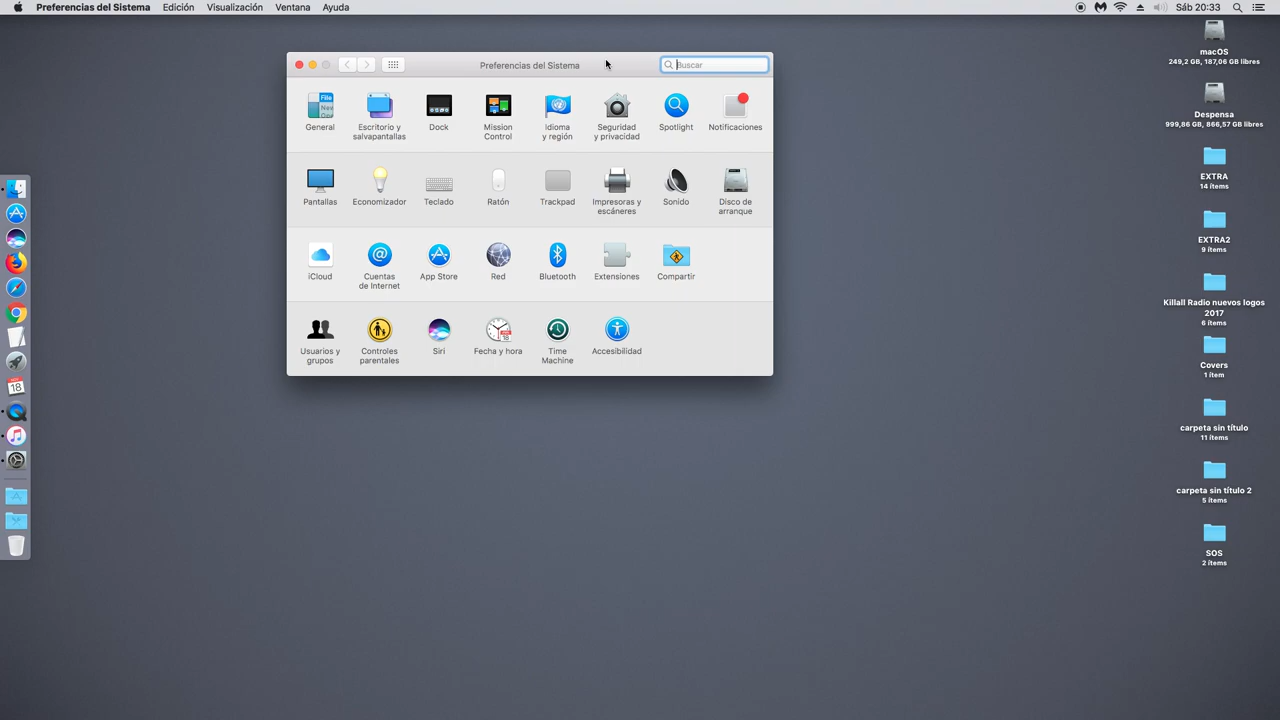 Preferencias del Sistema Edición Visualización Ventana Ayuda
Sáb 20:33
Preferencias del Sistema
Buscar
General
Escritorio y
salvapantallas
Dock
Mission
Control
Idioma
y región
Seguridad
y privacidad
Spotlight
Notificaciones
Pantallas
Economizador
Teclado
Ratón
Trackpad
Impresoras y
escáneres
Sonido
Disco de
arranque
iCloud
Cuentas
de Internet
App Store
Red
Bluetooth
Extensiones
Compartir
Usuarios y
grupos
Controles
parentales
Siri
Fecha y hora
Time
Machine
Accesibilidad
macOS
249,2 GB, 187,06 GB libres
Despensa
999,86 GB, 866,57 GB libres
EXTRA
14 ítems
EXTRA2
9 ítems
Killall Radio nuevos logos
2017
6 ítems
Covers
1 ítem
carpeta sin título
11 ítems
carpeta sin título 2
5 ítems
SOS
2 ítems